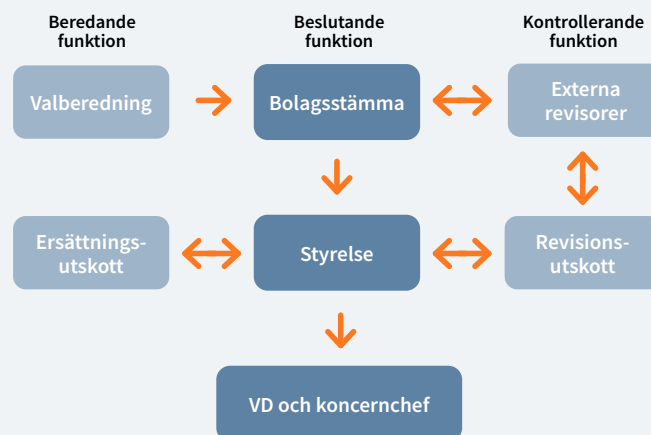 Beredande
funktion
Beslutande
funktion
Kontrollerande
funktion
Valberedning
Bolagsstämma
Externa
revisorer
Ersättnings-
utskott
Styrelse
Revisions-
utskott
VD och koncernchef